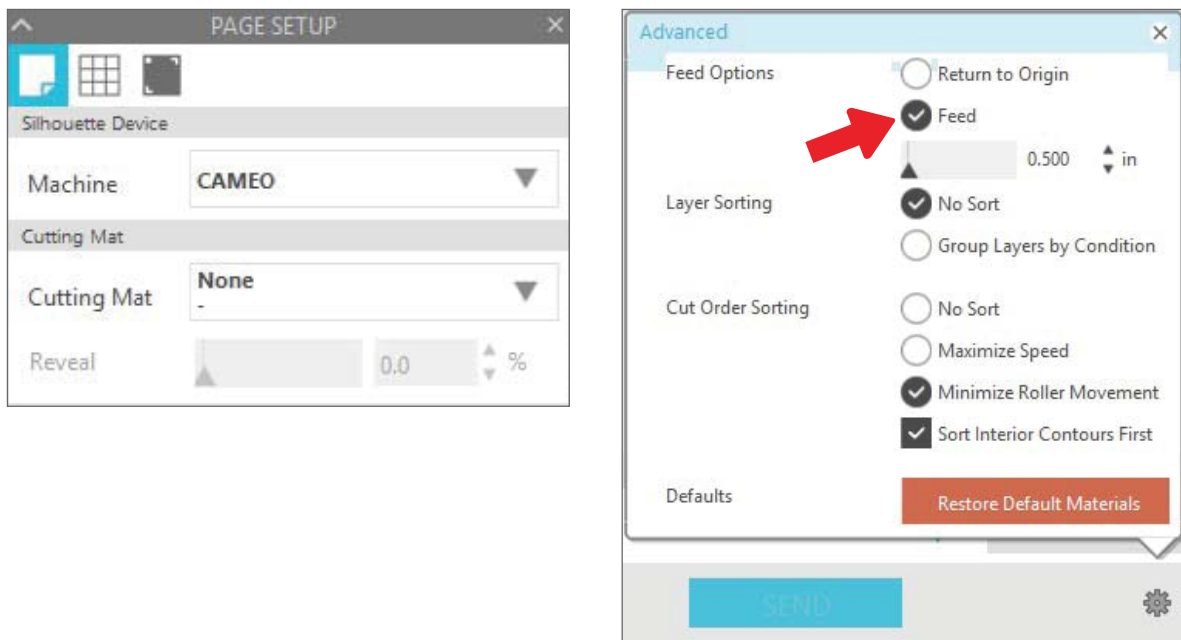 PAGE SETUP
Silhouette Device
Machine CAMEO
Cutting Mat
Cutting Mat None
-
Reveal 0.0 %
Advanced
Feed Options Return to Origin
Feed
0.500 in
Layer Sorting No Sort
Group Layers by Condition
Cut Order Sorting No Sort
Maximize Speed
Minimize Roller Movement
Sort Interior Contours First
Defaults Restore Default Materials
SEND